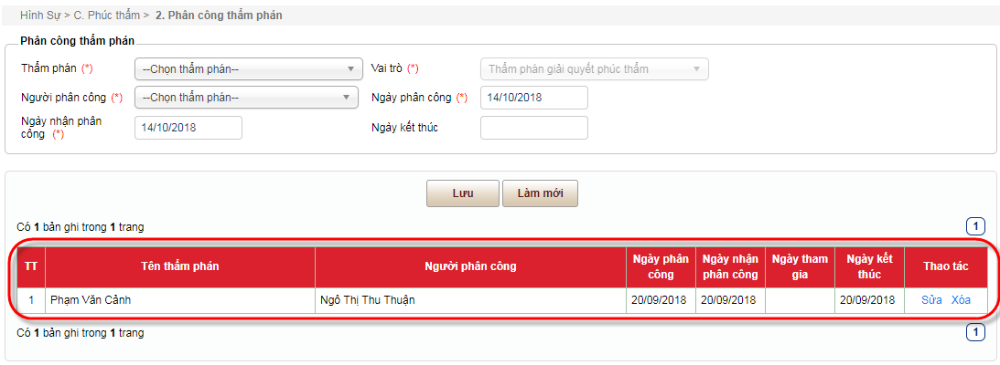 Hình Sự > C. Phúc thẩm > 2. Phân công thẩm phán
Phân công thẩm phán
Thẩm phán (*) --Chọn thẩm phán-- Vai trò (*) Thẩm phán giải quyết phúc thẩm
Người phân công (*) --Chọn thẩm phán-- Ngày phân công (*) 14/10/2018
Ngày nhận phân
công (*) 14/10/2018 Ngày kết thúc
Lưu Làm mới
Có 1 bản ghi trong 1 trang 1
TT Tên thẩm phán Người phân công Ngày phân công Ngày nhận phân công Ngày tham gia Ngày kết thúc Thao tác
1 Phạm Văn Cảnh Ngô Thị Thu Thuận 20/09/2018 20/09/2018 20/09/2018 Sửa Xóa
Có 1 bản ghi trong 1 trang 1